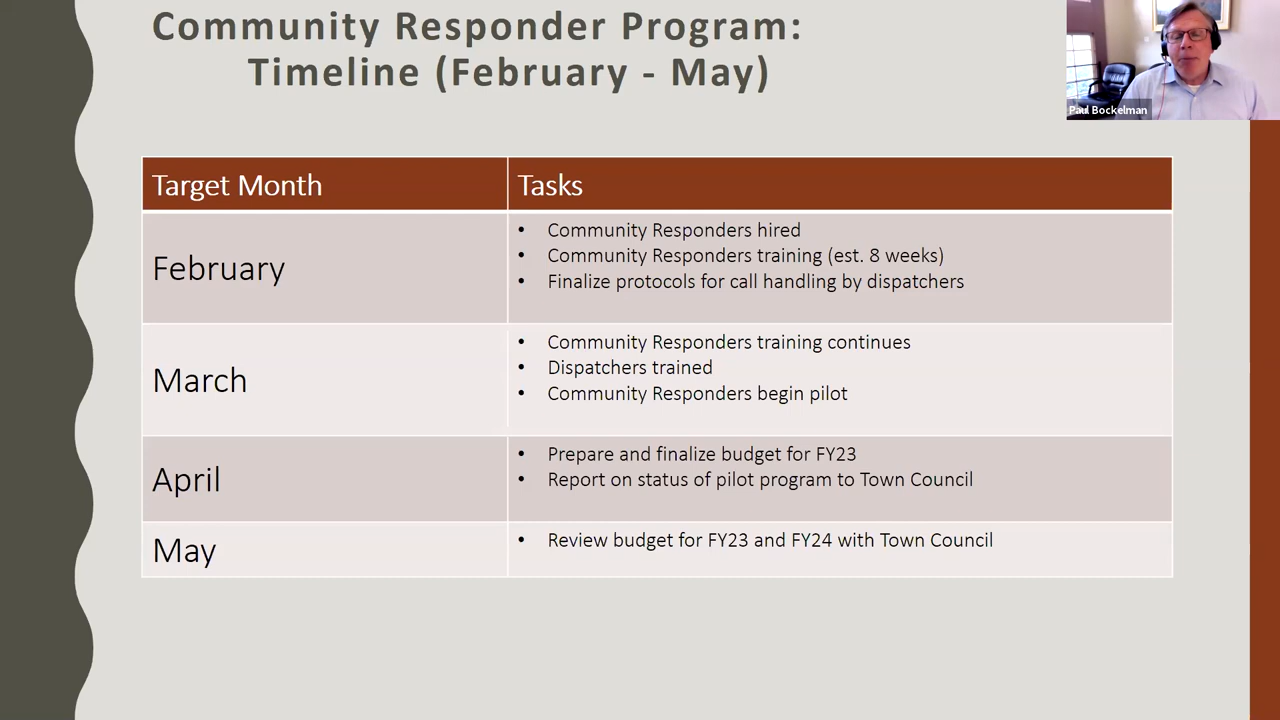 Community Responder Program:
Timeline (February - May)
Paul Bockelman
Target Month
Tasks
February
• Community Responders hired
• Community Responders training (est. 8 weeks)
• Finalize protocols for call handling by dispatchers
March
• Community Responders training continues
• Dispatchers trained
• Community Responders begin pilot
April
• Prepare and finalize budget for FY23
• Report on status of pilot program to Town Council
May
• Review budget for FY23 and FY24 with Town Council